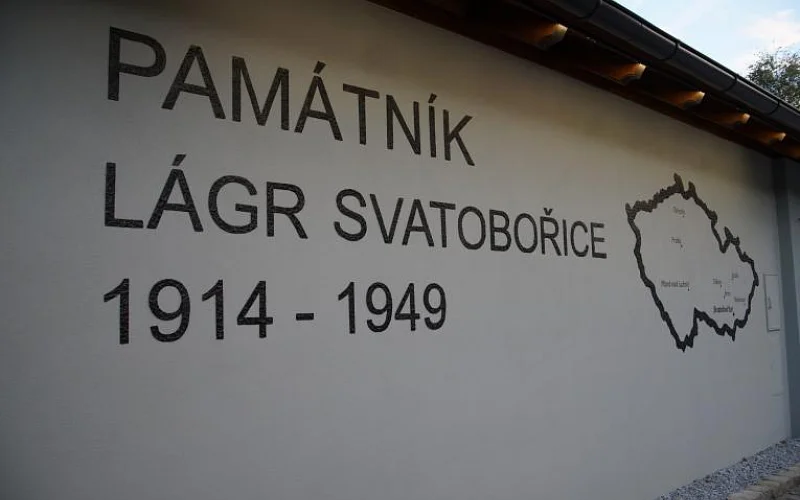 PAMÁTNÍK
LÁGR SVATOBOŘICE
1914 - 1949